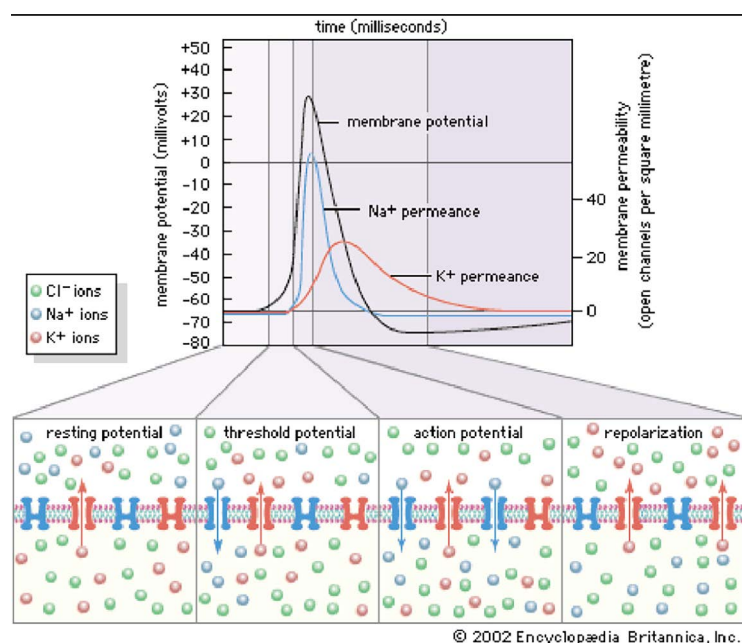 time (milliseconds)
+50
+40
+30
+20
+10
0
-10
-20
-30
-40
-50
-60
-70
-80
membrane potential (millivolts)
membrane potential
Na+ permeance
K+ permeance
40
20
0
membrane permeability
(open channels per square millimetre)
Cl− ions
Na+ ions
K+ ions
resting potential
threshold potential
action potential
repolarization
© 2002 Encyclopædia Britannica, Inc.